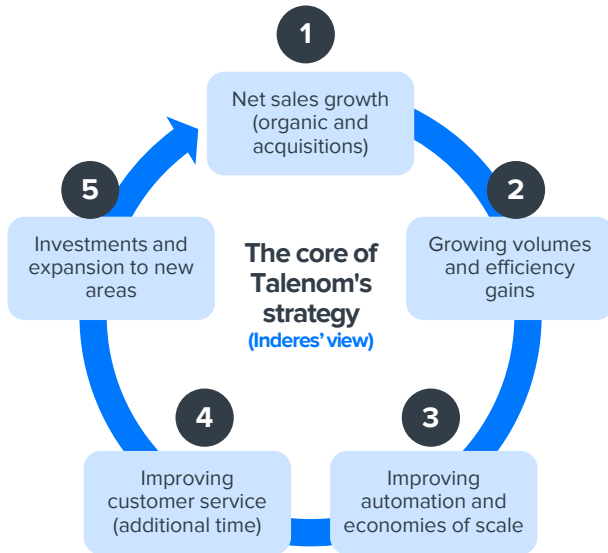 1
Net sales growth
(organic and
acquisitions)
2
Growing volumes
and efficiency
gains
3
Improving
automation and
economies of scale
4
Improving
customer service
(additional time)
5
Investments and
expansion to new
areas
The core of
Talenom's
strategy
(Inderes’ view)